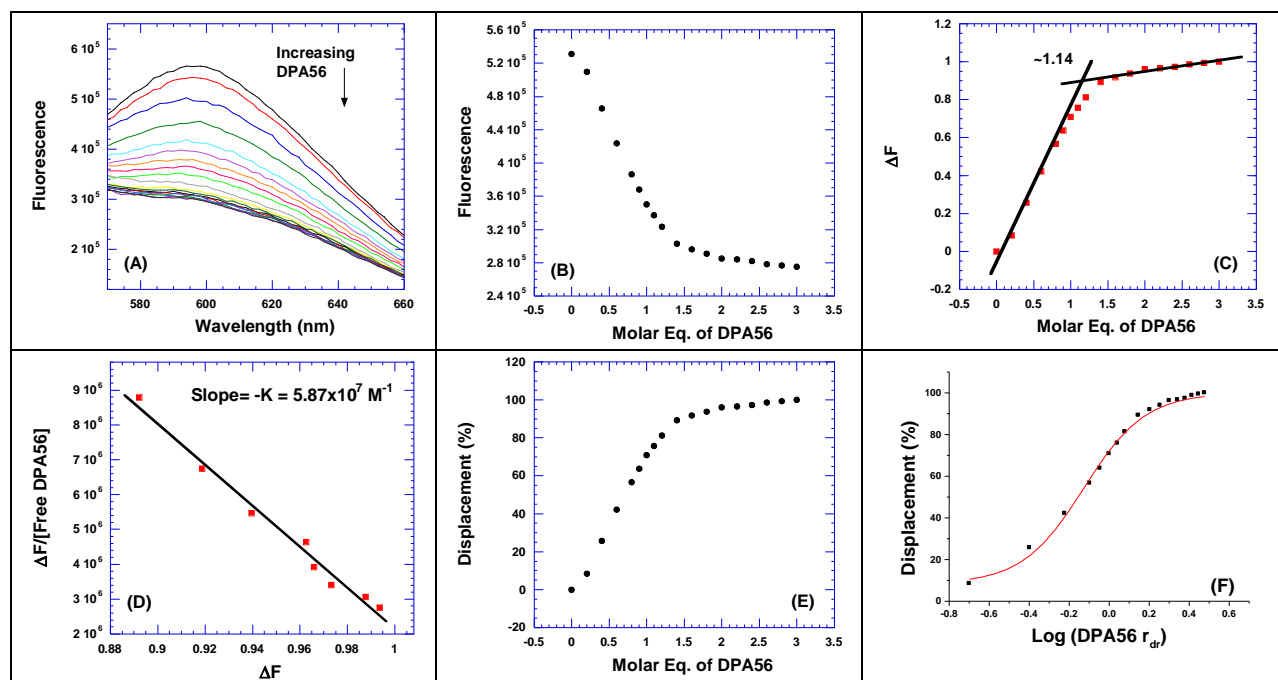 6 10⁵
5 10⁵
4 10⁵
3 10⁵
2 10⁵
Fluorescence
Increasing
DPA56
(A)
580 600 620 640 660
Wavelength (nm)
5.6 10⁵
5.2 10⁵
4.8 10⁵
4.4 10⁵
4 10⁵
3.6 10⁵
3.2 10⁵
2.8 10⁵
2.4 10⁵
Fluorescence
(B)
-0.5 0 0.5 1 1.5 2 2.5 3 3.5
Molar Eq. of DPA56
1.2
1
0.8
0.6
0.4
0.2
0
-0.2
ΔF
~1.14
(C)
-0.5 0 0.5 1 1.5 2 2.5 3 3.5
Molar Eq. of DPA56
9 10⁶
8 10⁶
7 10⁶
6 10⁶
5 10⁶
4 10⁶
3 10⁶
2 10⁶
ΔF/[Free DPA56]
Slope= -K = 5.87x10⁷ M⁻¹
(D)
0.88 0.9 0.92 0.94 0.96 0.98 1
ΔF
120
100
80
60
40
20
0
-20
Displacement (%)
(E)
-0.5 0 0.5 1 1.5 2 2.5 3 3.5
Molar Eq. of DPA56
100
80
60
40
20
0
Displacement (%)
(F)
-0.8 -0.6 -0.4 -0.2 0.0 0.2 0.4 0.6
Log (DPA56 r_dr)